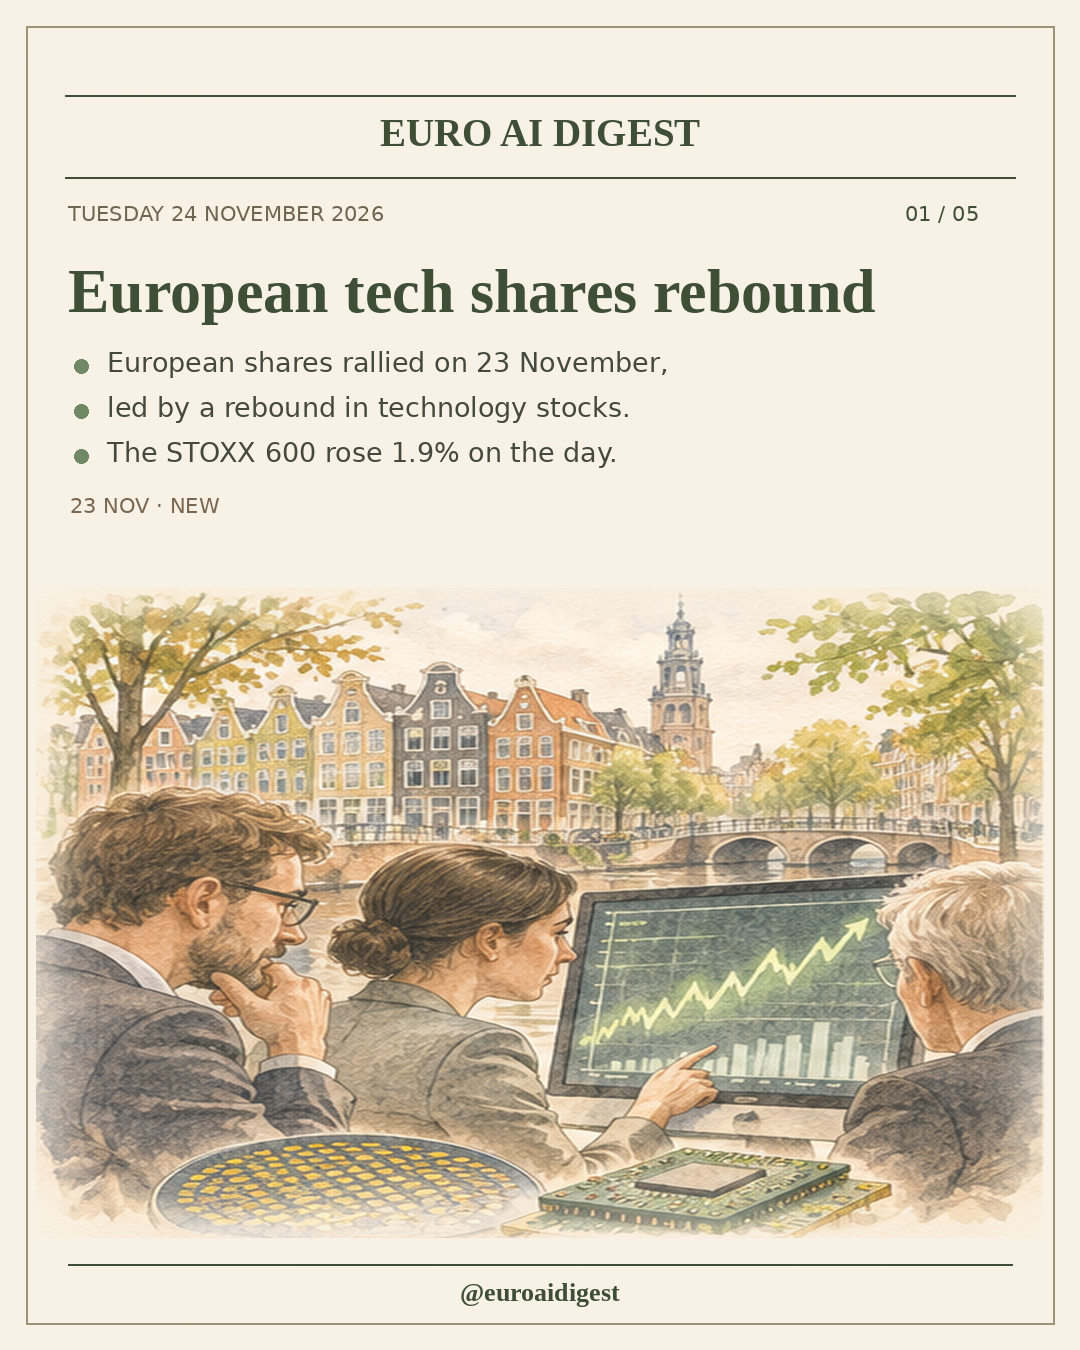 EURO AI DIGEST
TUESDAY 24 NOVEMBER 2026
01 / 05
European tech shares rebound
European shares rallied on 23 November,
led by a rebound in technology stocks.
The STOXX 600 rose 1.9% on the day.
23 NOV · NEW
@euroaidigest